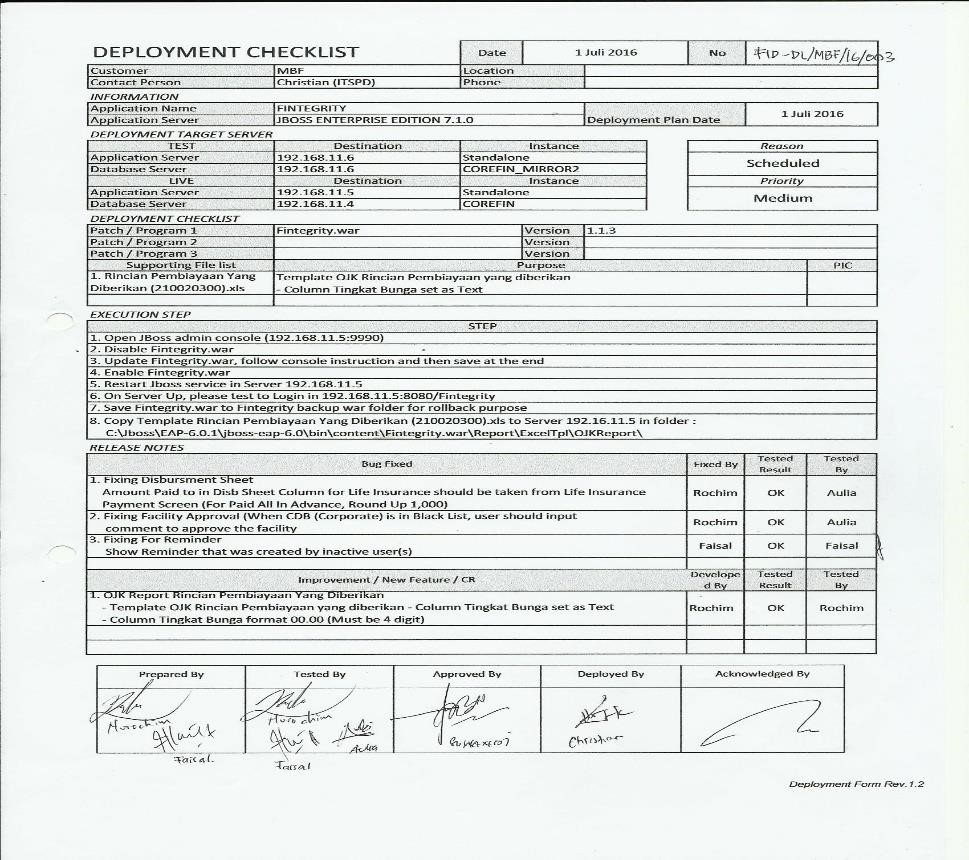 DEPLOYMENT CHECKLIST Date 1 Juli 2016 No FID-DL/MBF/16/003
Customer MBF Location
Contact Person Christian (ITSPD) Phone
INFORMATION
Application Name FINTEGRITY
Application Server JBOSS ENTERPRISE EDITION 7.1.0 Deployment Plan Date 1 Juli 2016
DEPLOYMENT TARGET SERVER
TEST Destination Instance Reason
Application Server 192.168.11.6 Standalone Scheduled
Database Server 192.168.11.6 COREFIN_MIRROR2
LIVE Destination Instance Priority
Application Server 192.168.11.5 Standalone Medium
Database Server 192.168.11.4 COREFIN
DEPLOYMENT CHECKLIST
Patch / Program 1 Fintegrity.war Version 1.1.3
Patch / Program 2 Version
Patch / Program 3 Version
Supporting File list Purpose PIC
1. Rincian Pembiayaan Yang Template OJK Rincian Pembiayaan yang diberikan
Diberikan (210020300).xls - Column Tingkat Bunga set as Text
EXECUTION STEP
STEP
1. Open JBoss admin console (192.168.11.5:9990)
2. Disable Fintegrity.war
3. Update Fintegrity.war, follow console instruction and then save at the end
4. Enable Fintegrity.war
5. Restart Jboss service in Server 192.168.11.5
6. On Server Up, please test to Login in 192.168.11.5:8080/Fintegrity
7. Save Fintegrity.war to Fintegrity backup war folder for rollback purpose
8. Copy Template Rincian Pembiayaan Yang Diberikan (210020300).xls to Server 192.16.11.5 in folder :
C:\Jboss\EAP-6.0.1\jboss-eap-6.0\bin\content\Fintegrity.war\Report\ExcelTpl\OJKReport\
RELEASE NOTES
Bug Fixed Fixed By Tested Result Tested By
1. Fixing Disbursment Sheet
Amount Paid to in Disb Sheet Column for Life Insurance should be taken from Life Insurance Rochim OK Aulia
Payment Screen (For Paid All In Advance, Round Up 1,000)
2. Fixing Facility Approval (When CDB (Corporate) is in Black List, user should input Rochim OK Aulia
comment to approve the facility
3. Fixing For Reminder Faisal OK Faisal
Show Reminder that was created by inactive user(s)
Improvement / New Feature / CR Develope d By Tested Result Tested By
1. OJK Report Rincian Pembiayaan Yang Diberikan
- Template OJK Rincian Pembiayaan yang diberikan - Column Tingkat Bunga set as Text Rochim OK Rochim
- Column Tingkat Bunga format 00.00 (Must be 4 digit)
Prepared By Tested By Approved By Deployed By Acknowledged By
Murochim Murochim Christian
Faisal. Faisal Aulia
Deployment Form Rev.1.2